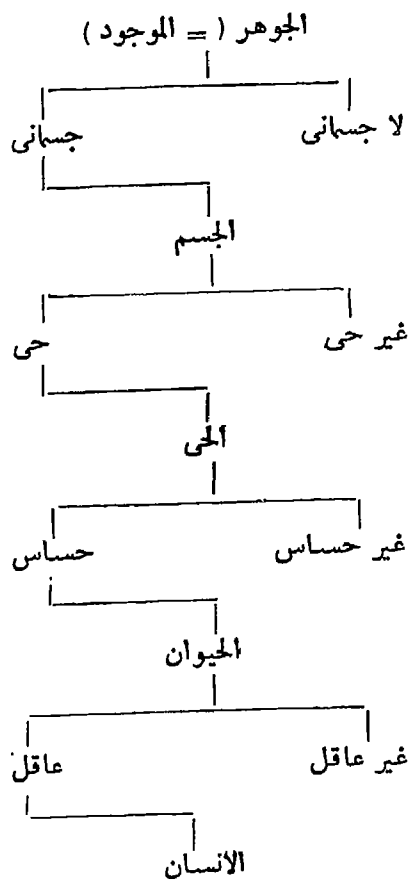 الجوهر ( = الموجود )
لا جسمانى جسمانى
الجسم
غير حى حى
الحى
غير حساس حساس
الحيوان
غير عاقل عاقل
الانسان